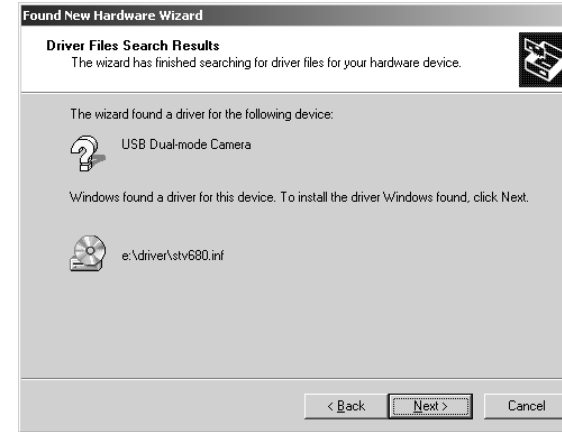 Found New Hardware Wizard
Driver Files Search Results
The wizard has finished searching for driver files for your hardware device.
The wizard found a driver for the following device:
USB Dual-mode Camera
Windows found a driver for this device. To install the driver Windows found, click Next.
e:\driver\stv680.inf
< Back Next > Cancel